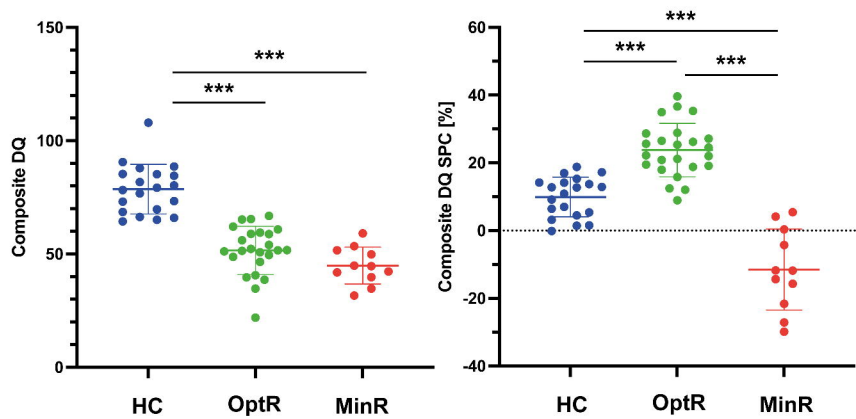 Composite DQ
150
100
50
0
***
***
HC
OptR
MinR
Composite DQ SPC [%]
60
40
20
0
-20
-40
***
***
***
HC
OptR
MinR